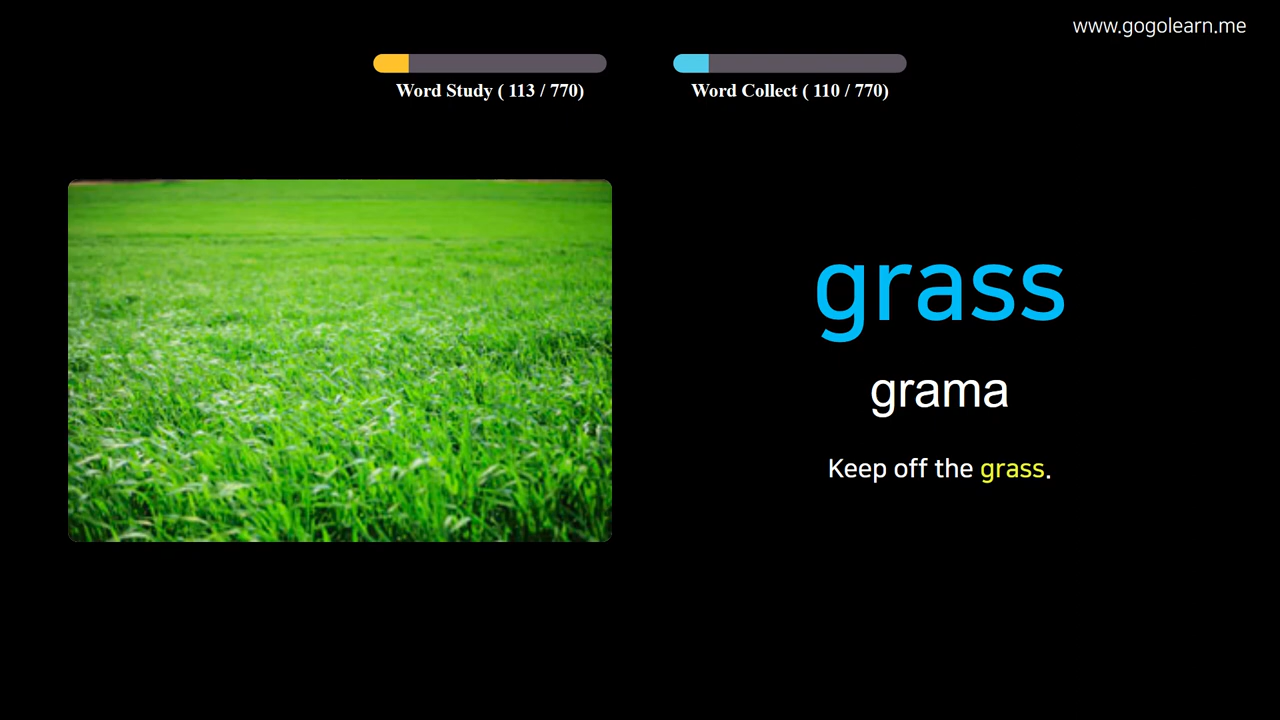 www.gogolearn.me
Word Study ( 113 / 770)
Word Collect ( 110 / 770)
grass
grama
Keep off the grass.